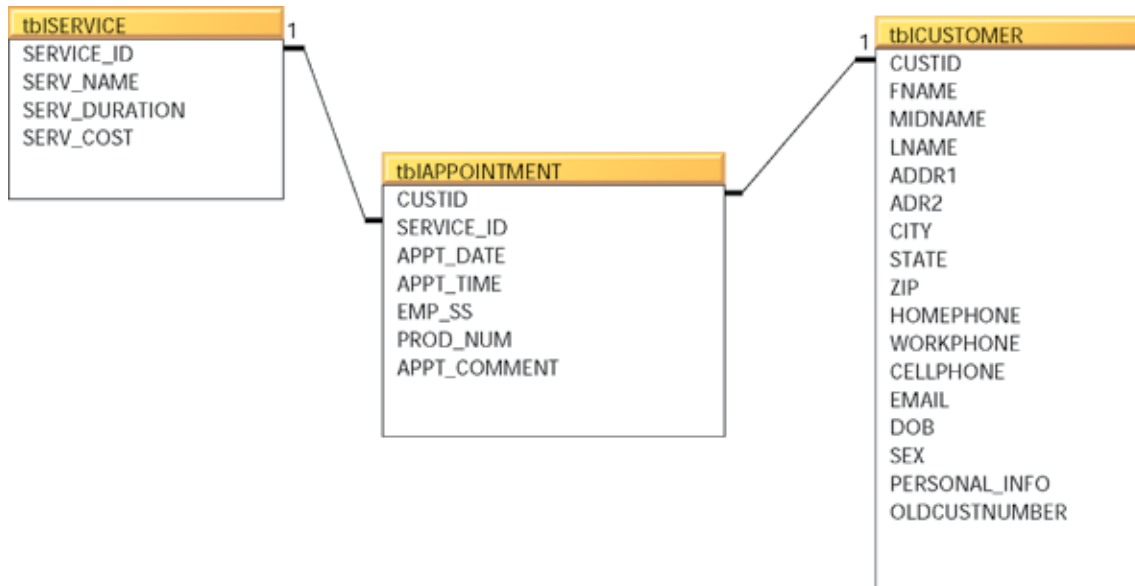 tblSERVICE
SERVICE_ID
SERV_NAME
SERV_DURATION
SERV_COST
1
tblAPPOINTMENT
CUSTID
SERVICE_ID
APPT_DATE
APPT_TIME
EMP_SS
PROD_NUM
APPT_COMMENT
1
tblCUSTOMER
CUSTID
FNAME
MIDNAME
LNAME
ADDR1
ADR2
CITY
STATE
ZIP
HOMEPHONE
WORKPHONE
CELLPHONE
EMAIL
DOB
SEX
PERSONAL_INFO
OLDCUSTNUMBER